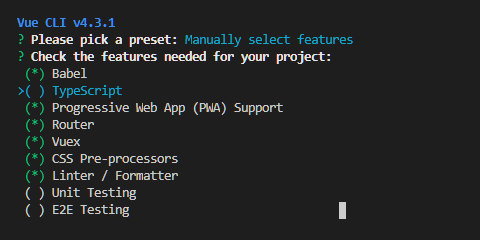 Vue CLI v4.3.1
? Please pick a preset: Manually select features
? Check the features needed for your project:
(*) Babel
>( ) TypeScript
(*) Progressive Web App (PWA) Support
(*) Router
(*) Vuex
(*) CSS Pre-processors
(*) Linter / Formatter
( ) Unit Testing
( ) E2E Testing